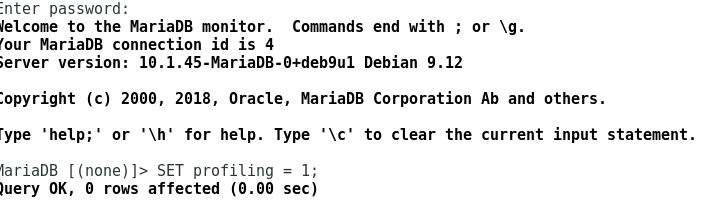 Enter password:
Welcome to the MariaDB monitor.  Commands end with ; or \g.
Your MariaDB connection id is 4
Server version: 10.1.45-MariaDB-0+deb9u1 Debian 9.12
Copyright (c) 2000, 2018, Oracle, MariaDB Corporation Ab and others.
Type 'help;' or '\h' for help. Type '\c' to clear the current input statement.
MariaDB [(none)]> SET profiling = 1;
Query OK, 0 rows affected (0.00 sec)